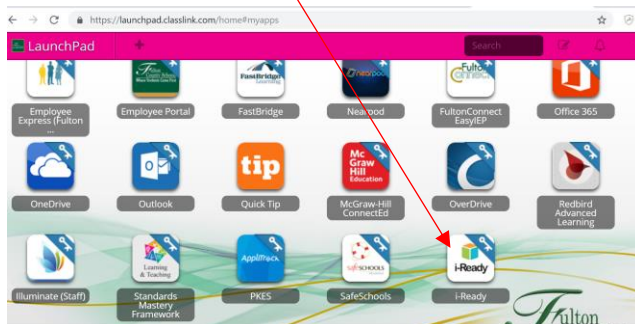 https://launchpad.classlink.com/home#myapps
LaunchPad
Search
Employee Express (Fulton ...
Employee Portal
FastBridge
FastBridge Learning
Nearpod
nearpod
Fulton Connect
FultonConnect EasyIEP
Office 365
OneDrive
Outlook
tip
Quick Tip
Mc Graw Hill Education
McGraw-Hill ConnectEd
OverDrive
Redbird Advanced Learning
Illuminate (Staff)
Learning & Teaching
Standards Mastery Framework
AppliTrack
PKES
SafeSchools
SafeSchools
i-Ready
i-Ready
Fulton